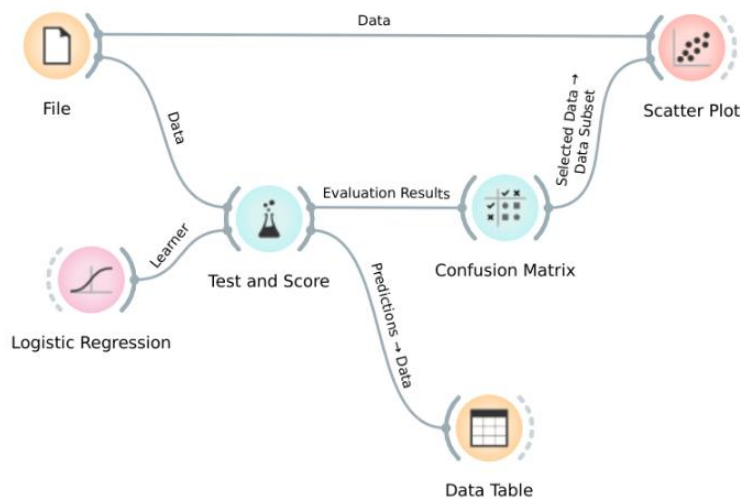 Data
File
Scatter Plot
Data
Selected Data →
Data Subset
Evaluation Results
Learner
Test and Score
Confusion Matrix
Logistic Regression
Predictions → Data
Data Table